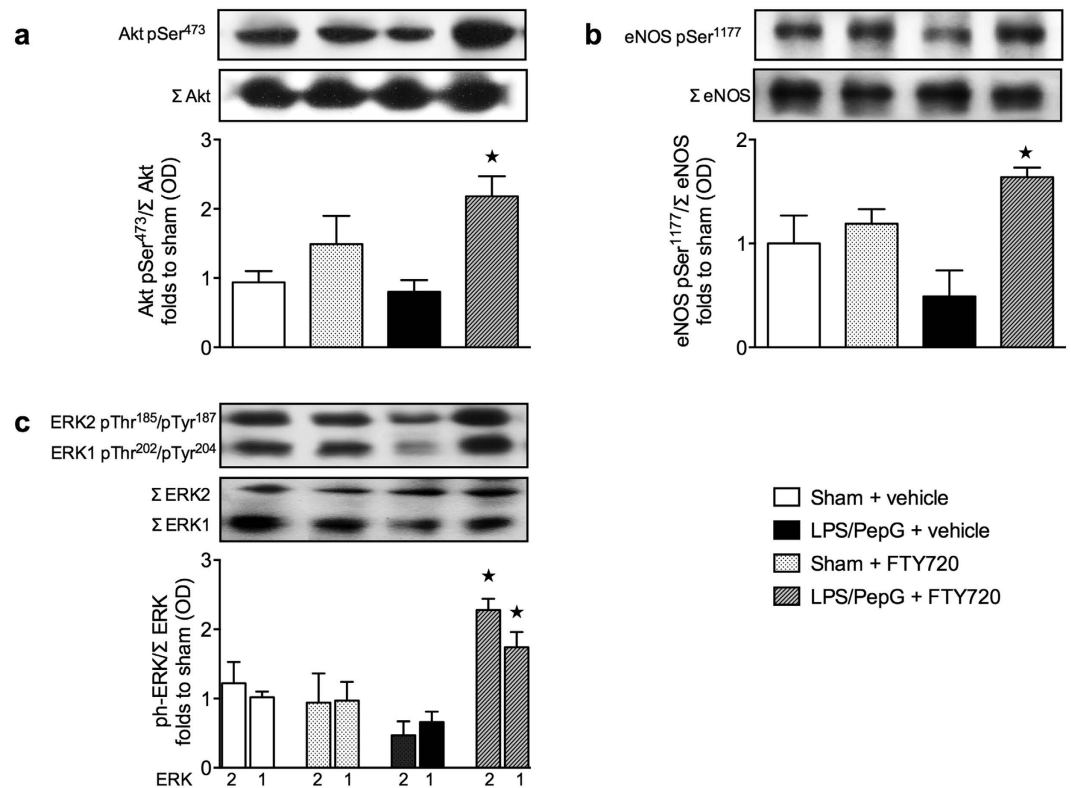 a
Akt pSer⁴⁷³
Σ Akt
Akt pSer⁴⁷³/Σ Akt
folds to sham (OD)
3
2
1
0
★
b
eNOS pSer¹¹⁷⁷
Σ eNOS
eNOS pSer¹¹⁷⁷/Σ eNOS
folds to sham (OD)
2
1
0
★
c
ERK2 pThr¹⁸⁵/pTyr¹⁸⁷
ERK1 pThr²⁰²/pTyr²⁰⁴
Σ ERK2
Σ ERK1
ph-ERK/Σ ERK
folds to sham (OD)
3
2
1
0
★
★
ERK 2 1 2 1 2 1 2 1
Sham + vehicle
LPS/PepG + vehicle
Sham + FTY720
LPS/PepG + FTY720